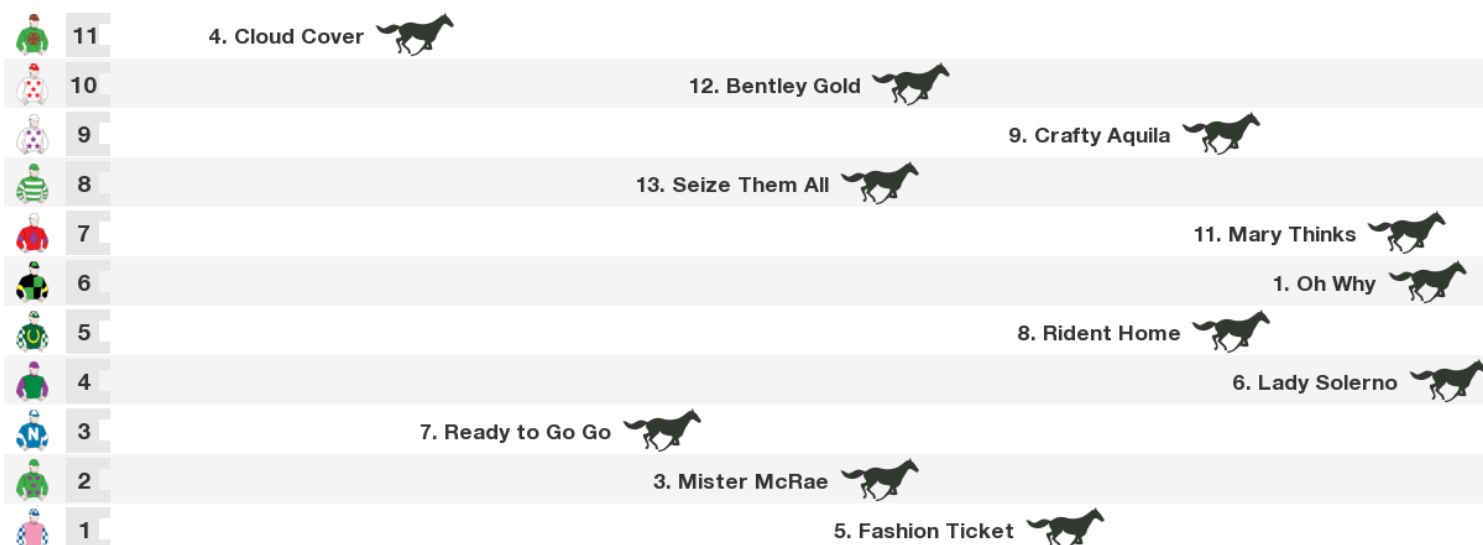 11 4. Cloud Cover
10 12. Bentley Gold
9 9. Crafty Aquila
8 13. Seize Them All
7 11. Mary Thinks
6 1. Oh Why
5 8. Rident Home
4 6. Lady Solerno
N 3 7. Ready to Go Go
2 3. Mister McRae
1 5. Fashion Ticket